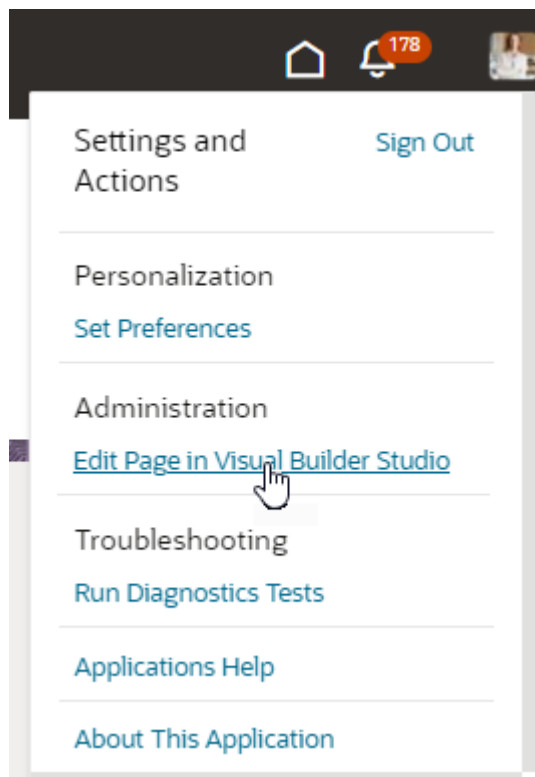 178
Settings and
Actions
Sign Out
Personalization
Set Preferences
Administration
Edit Page in Visual Builder Studio
Troubleshooting
Run Diagnostics Tests
Applications Help
About This Application